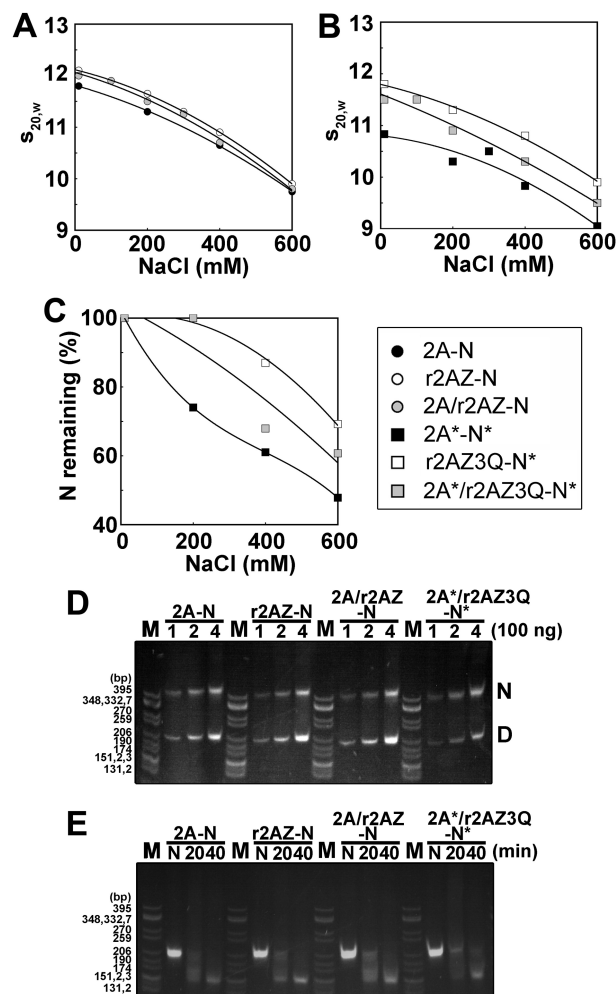 A
13
12
11
10
9
0 200 400 600
NaCl (mM)
s20,w
B
13
12
11
10
9
0 200 400 600
NaCl (mM)
s20,w
C
100
80
60
40
0 200 400 600
NaCl (mM)
N remaining (%)
2A-N
r2AZ-N
2A/r2AZ-N
2A*-N*
r2AZ3Q-N*
2A*/r2AZ3Q-N*
D
2A-N r2AZ-N 2A/r2AZ -N 2A*/r2AZ3Q -N*
M 1 2 4 M 1 2 4 M 1 2 4 M 1 2 4 (100 ng)
(bp)
395
348,332,7
270
259
206
190
174
151,2,3
131,2
N
D
E
2A-N r2AZ-N 2A/r2AZ -N 2A*/r2AZ3Q -N*
M N 20 40 M N 20 40 M N 20 40 M N 20 40 (min)
(bp)
395
348,332,7
270
259
206
190
174
151,2,3
131,2